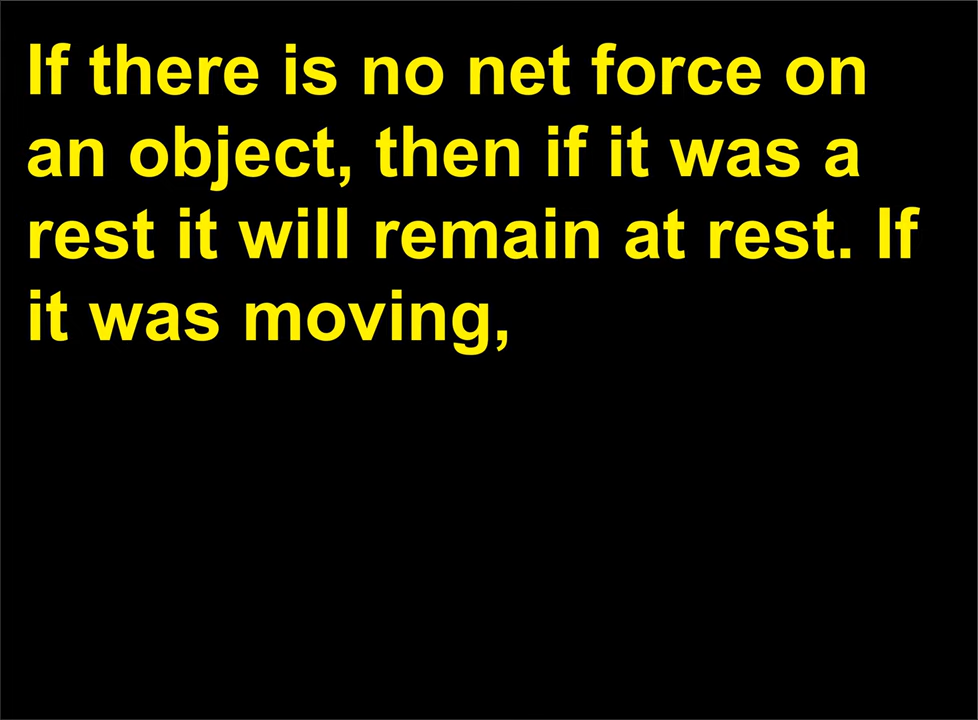 If there is no net force on
an object, then if it was a
rest it will remain at rest. If
it was moving,